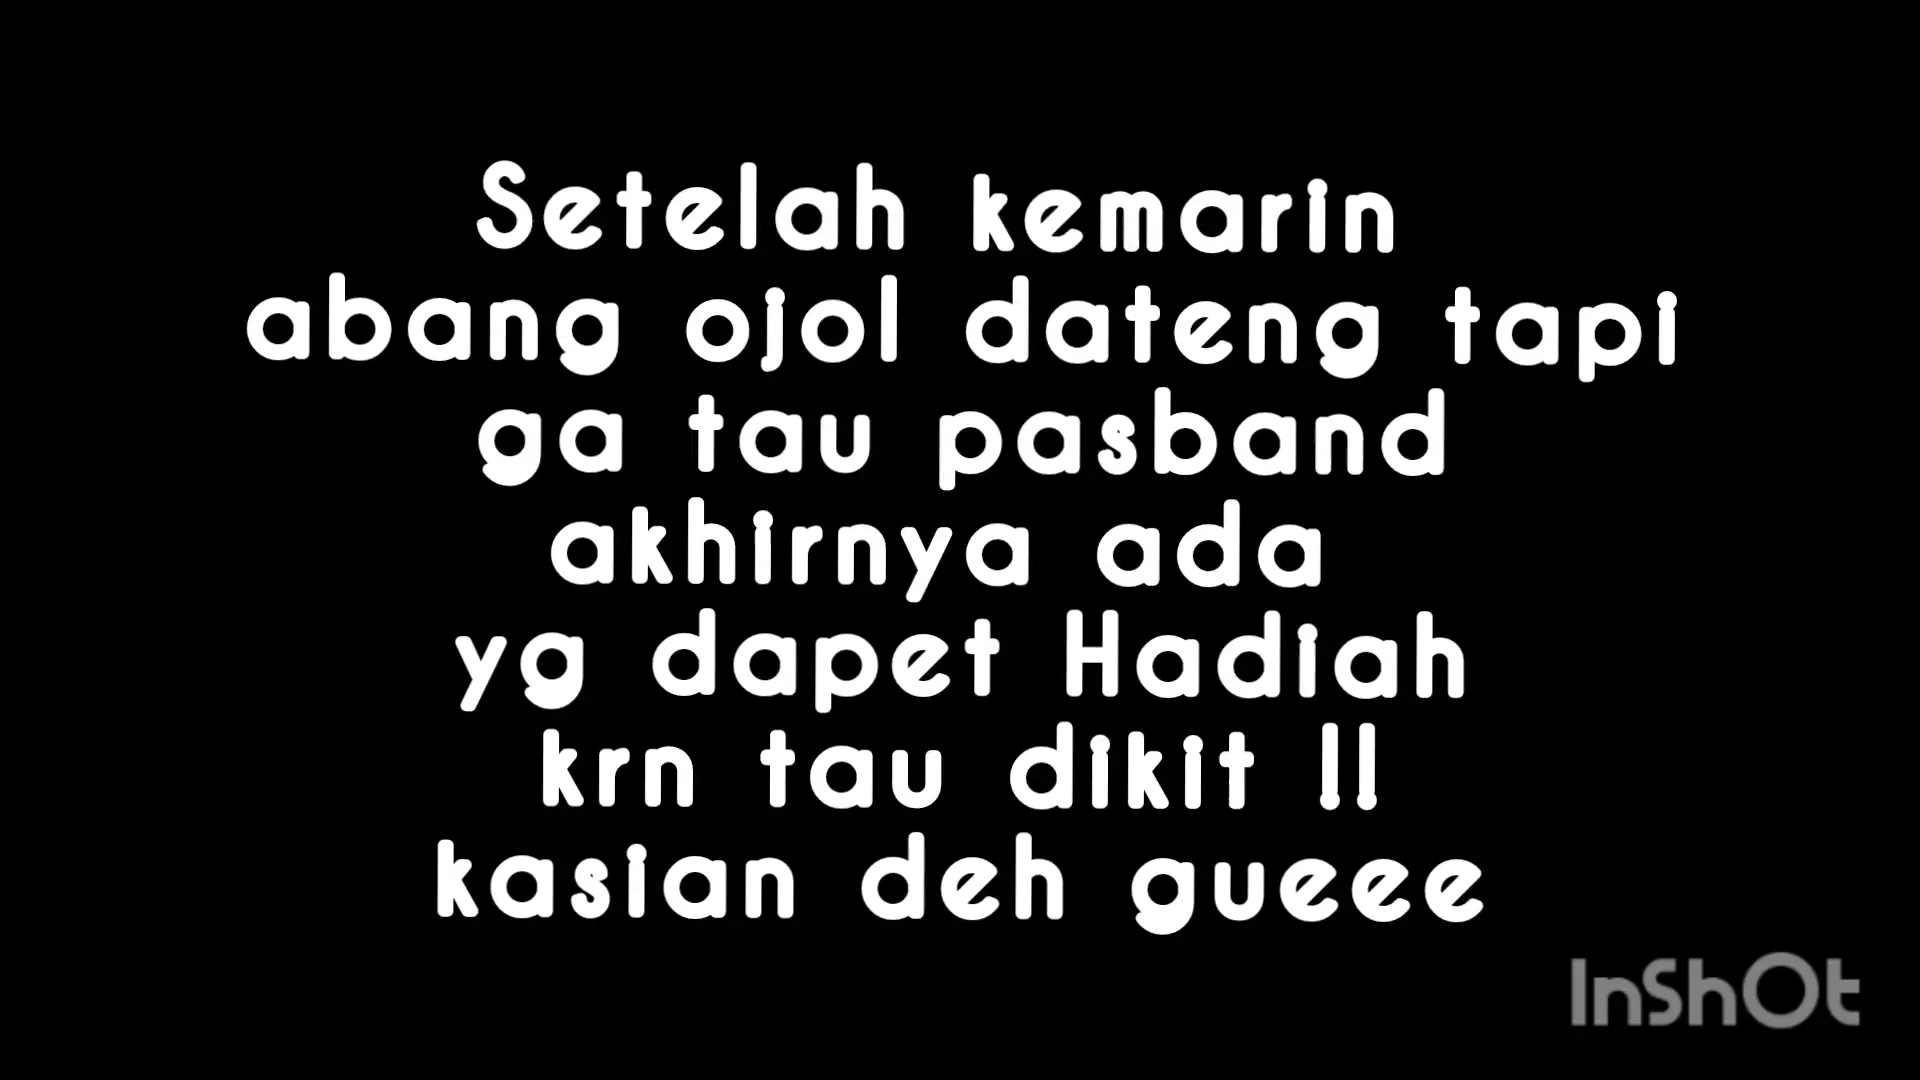 Setelah kemarin
abang ojol dateng tapi
ga tau pasband
akhirnya ada
yg dapet Hadiah
krn tau dikit !!
kasian deh gueee
InShOt